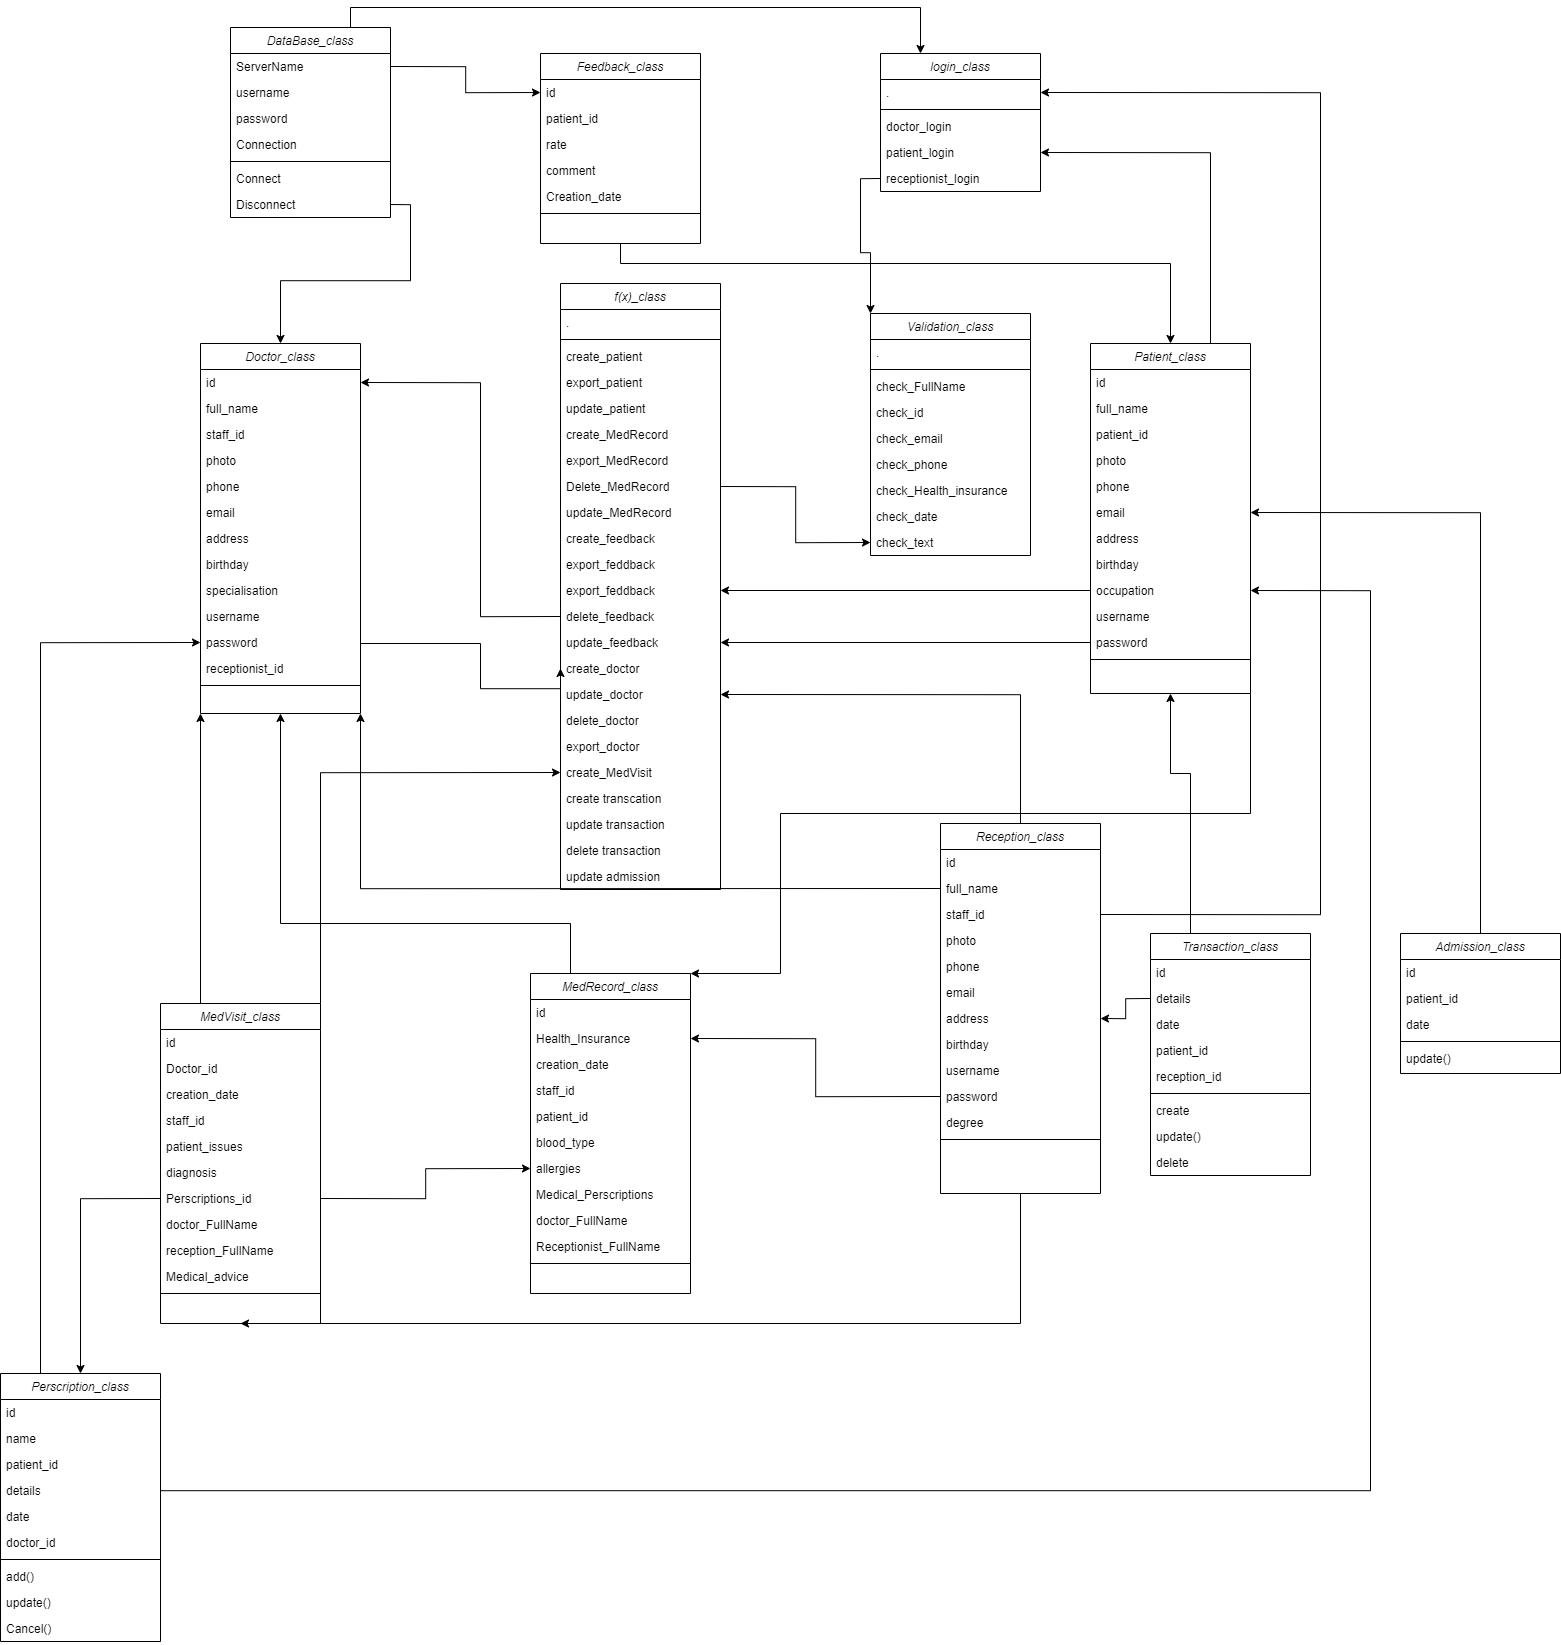 DataBase_class
ServerName
username
password
Connection
Connect
Disconnect
Feedback_class
id
patient_id
rate
comment
Creation_date
login_class
.
doctor_login
patient_login
receptionist_login
Doctor_class
id
full_name
staff_id
photo
phone
email
address
birthday
specialisation
username
password
receptionist_id
f(x)_class
.
create_patient
export_patient
update_patient
create_MedRecord
export_MedRecord
Delete_MedRecord
update_MedRecord
create_feedback
export_feddback
export_feddback
delete_feedback
update_feedback
create_doctor
update_doctor
delete_doctor
export_doctor
create_MedVisit
create transcation
update transaction
delete transaction
update admission
Validation_class
.
check_FullName
check_id
check_email
check_phone
check_Health_insurance
check_date
check_text
Patient_class
id
full_name
patient_id
photo
phone
email
address
birthday
occupation
username
password
Reception_class
id
full_name
staff_id
photo
phone
email
address
birthday
username
password
degree
Transaction_class
id
details
date
patient_id
reception_id
create
update()
delete
Admission_class
id
patient_id
date
update()
MedVisit_class
id
Doctor_id
creation_date
staff_id
patient_issues
diagnosis
Perscriptions_id
doctor_FullName
reception_FullName
Medical_advice
MedRecord_class
id
Health_Insurance
creation_date
staff_id
patient_id
blood_type
allergies
Medical_Perscriptions
doctor_FullName
Receptionist_FullName
Perscription_class
id
name
patient_id
details
date
doctor_id
add()
update()
Cancel()